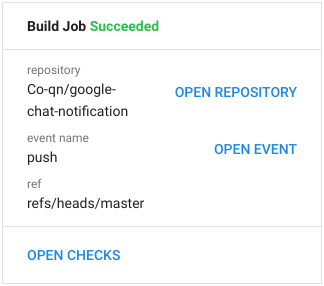 Build Job Succeeded
repository
Co-qn/google-
chat-notification
OPEN REPOSITORY
event name
push
OPEN EVENT
ref
refs/heads/master
OPEN CHECKS